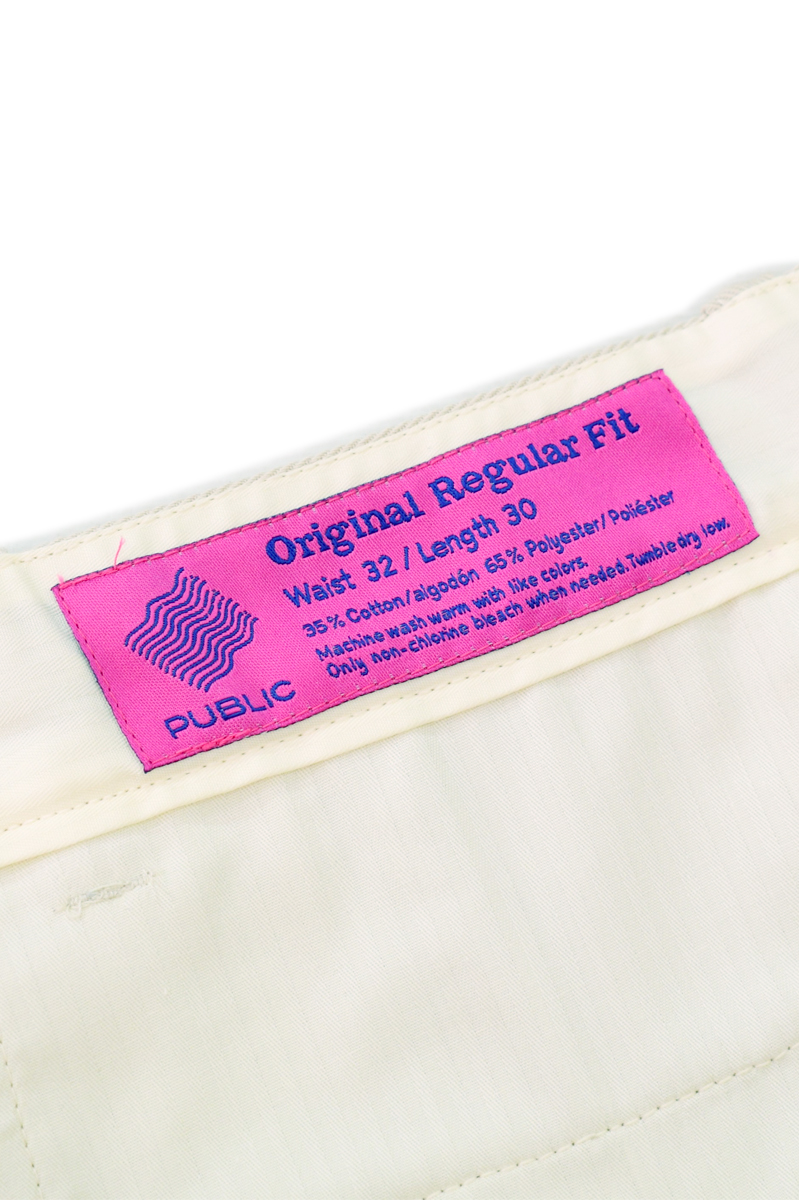 Original Regular Fit
Waist 32 / Length 30
35% Cotton/algodón 65% Polyester/Poliéster
Machine wash warm with like colors.
Only non-chlorine bleach when needed. Tumble dry low.
PUBLIC